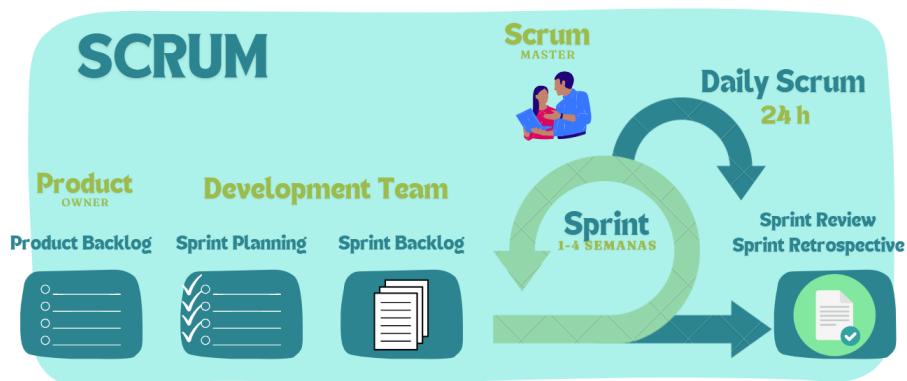 SCRUM
Scrum
MASTER
Daily Scrum
24 h
Product
OWNER
Development Team
Product Backlog
Sprint Planning
Sprint Backlog
Sprint
1-4 SEMANAS
Sprint Review
Sprint Retrospective